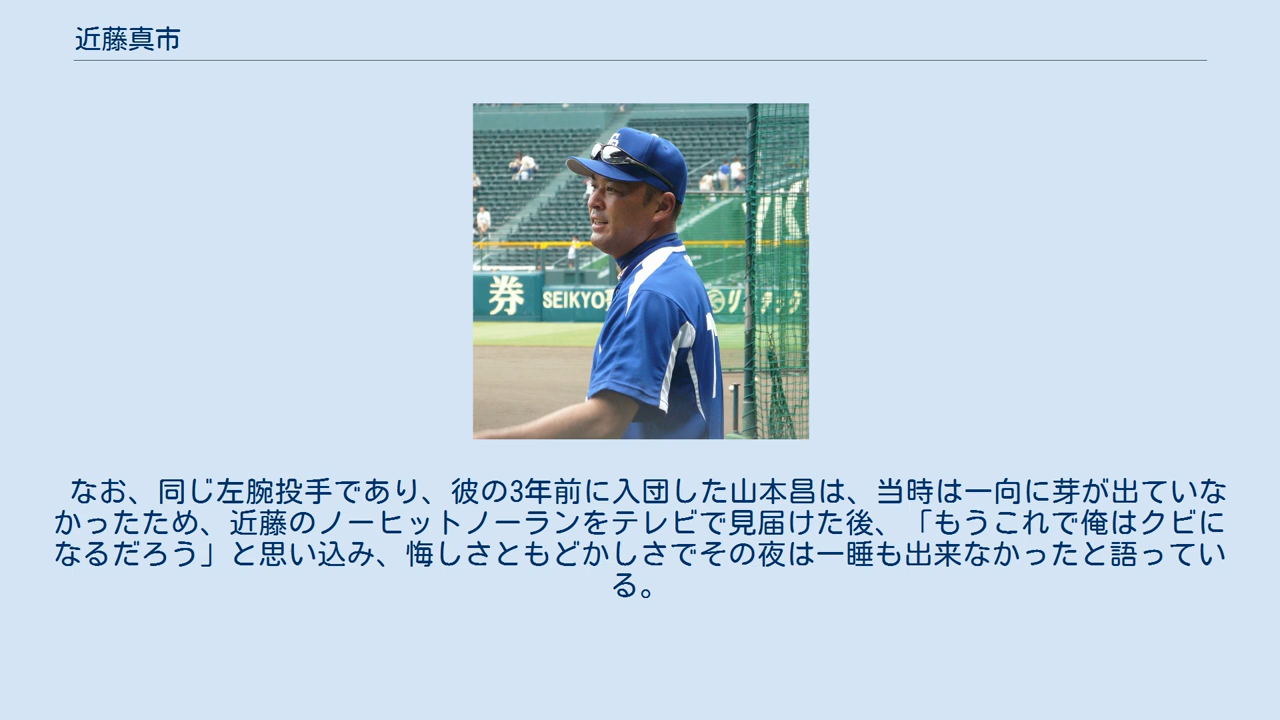 近藤真市
券
SEIKYO
なお、同じ左腕投手であり、彼の3年前に入団した山本昌は、当時は一向に芽が出ていな
かったため、近藤のノーヒットノーランをテレビで見届けた後、「もうこれで俺はクビに
なるだろう」と思い込み、悔しさともどかしさでその夜は一睡も出来なかったと語ってい
る。